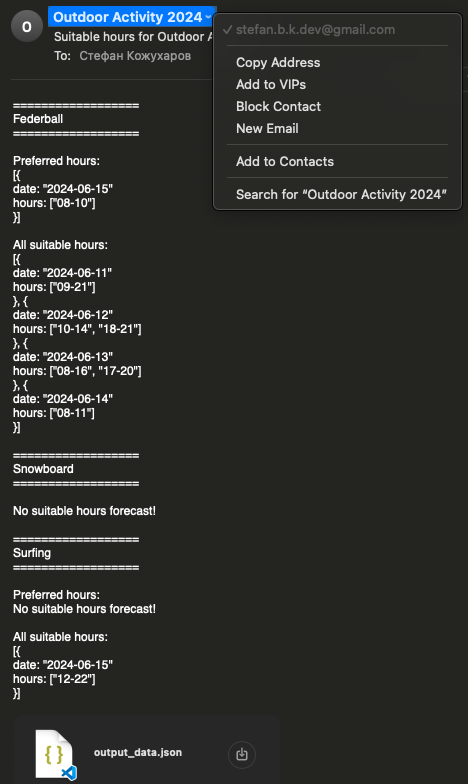 O
Outdoor Activity 2024
Suitable hours for Outdoor A
To: Стефан Кожухаров
✓ stefan.b.k.dev@gmail.com
Copy Address
Add to VIPs
Block Contact
New Email
Add to Contacts
Search for “Outdoor Activity 2024”
==================
Federball
==================
Preferred hours:
[{
date: "2024-06-15"
hours: ["08-10"]
}]
All suitable hours:
[{
date: "2024-06-11"
hours: ["09-21"]
}, {
date: "2024-06-12"
hours: ["10-14", "18-21"]
}, {
date: "2024-06-13"
hours: ["08-16", "17-20"]
}, {
date: "2024-06-14"
hours: ["08-11"]
}]
==================
Snowboard
==================
No suitable hours forecast!
==================
Surfing
==================
Preferred hours:
No suitable hours forecast!
All suitable hours:
[{
date: "2024-06-15"
hours: ["12-22"]
}]
{ }
output_data.json